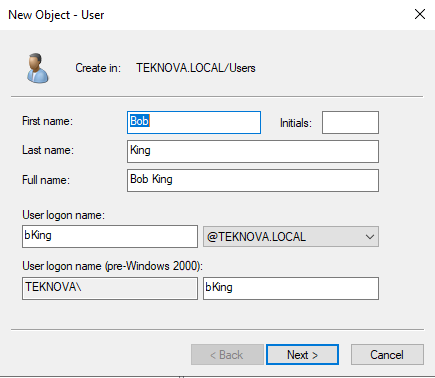 New Object - User
Create in: TEKNOVA.LOCAL/Users
First name: Bob Initials:
Last name: King
Full name: Bob King
User logon name:
bKing @TEKNOVA.LOCAL
User logon name (pre-Windows 2000):
TEKNOVA\ bKing
< Back Next > Cancel